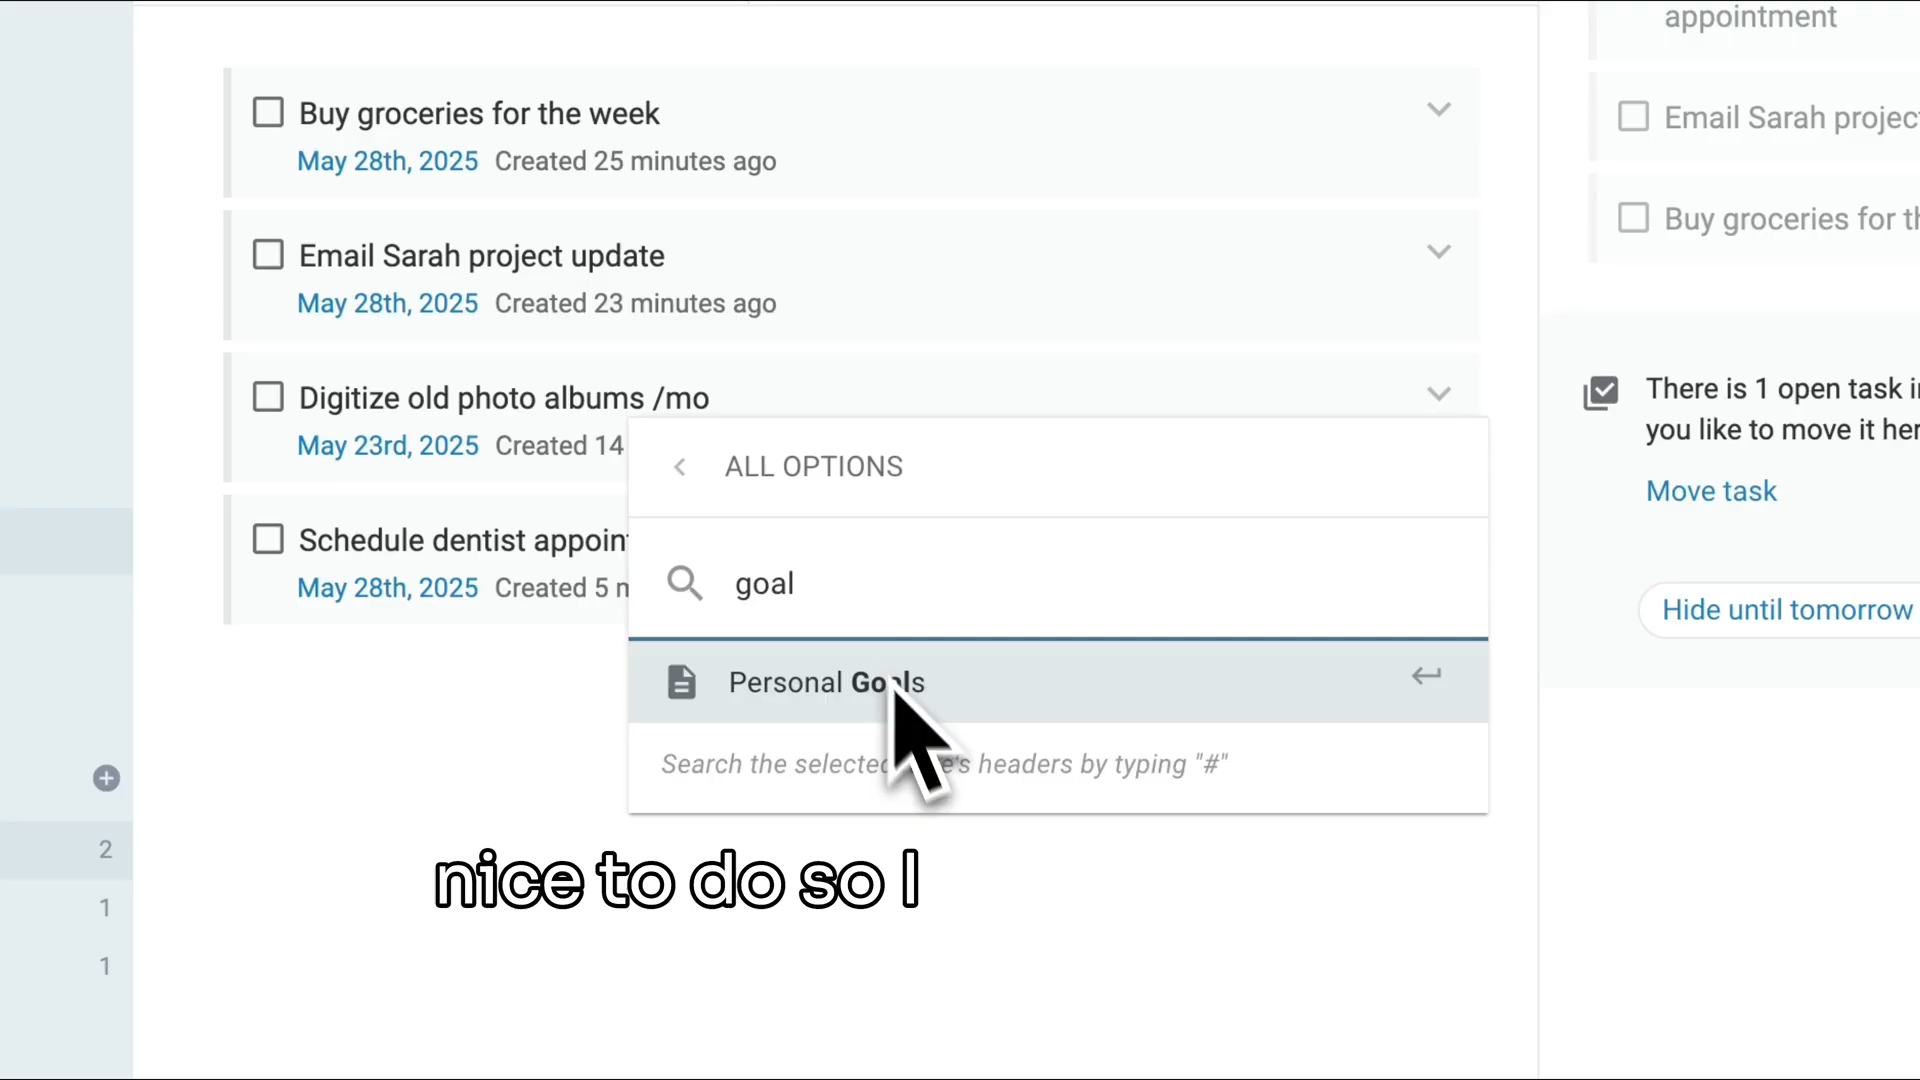 Buy groceries for the week
May 28th, 2025 Created 25 minutes ago
Email Sarah project update
May 28th, 2025 Created 23 minutes ago
Digitize old photo albums /mo
May 23rd, 2025 Created 14
Schedule dentist appoin
May 28th, 2025 Created 5
ALL OPTIONS
goal
Personal Goals
Search the selected headers by typing "#"
nice to do so I
2
1
1
appointment
Email Sarah projec
Buy groceries for
There is 1 open task
you like to move it
Move task
Hide until tomorrow